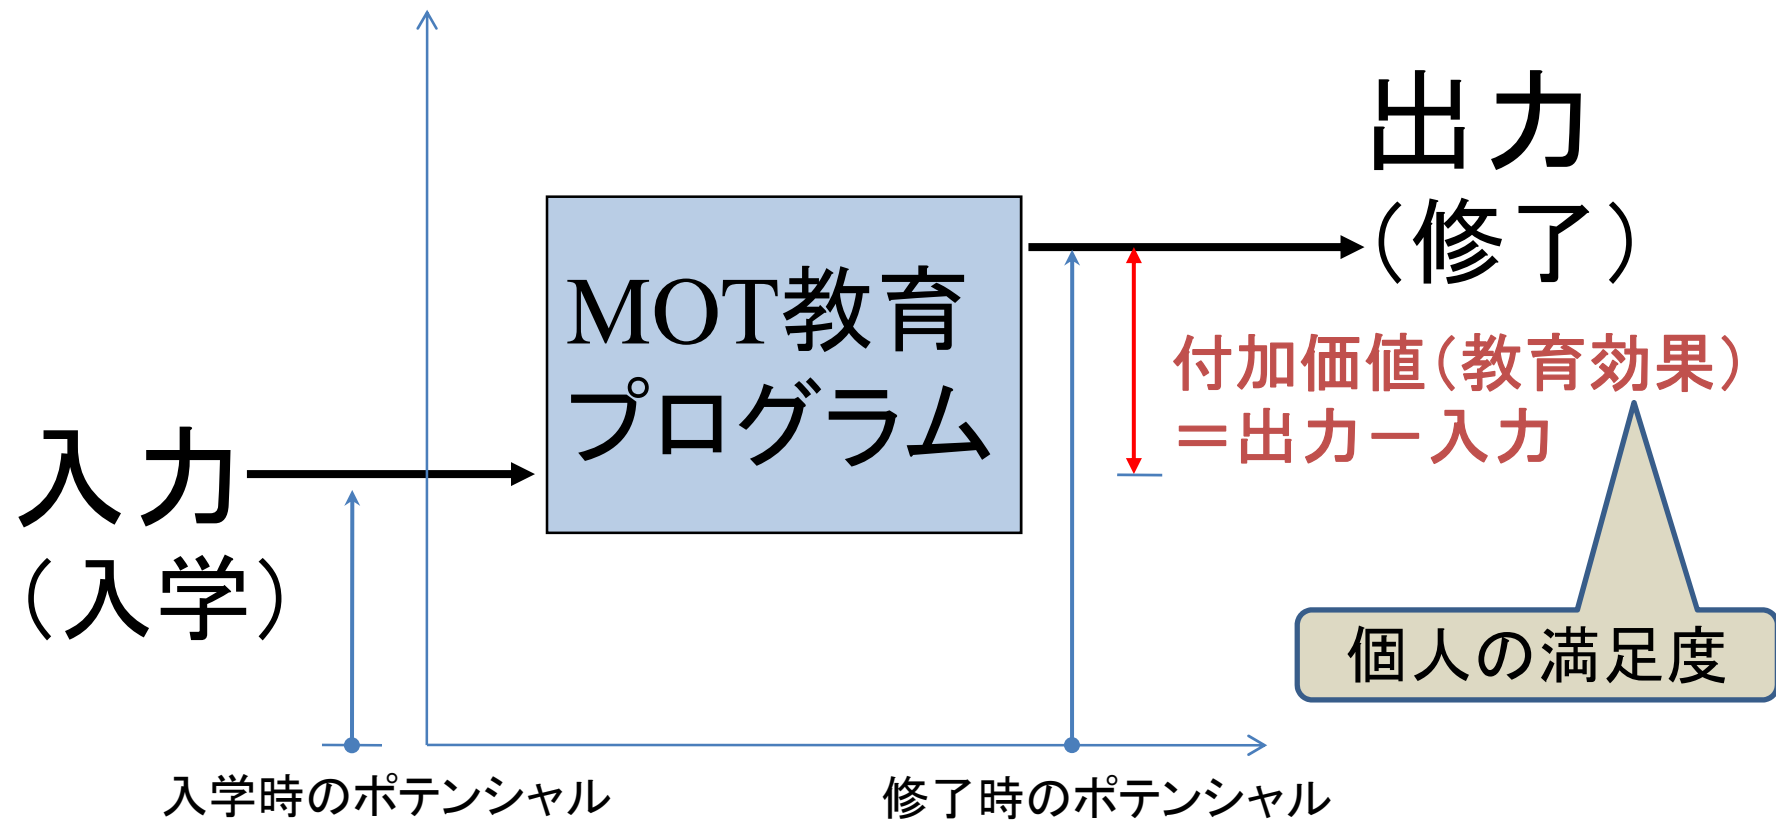 出力
（修了）
MOT教育
プログラム
付加価値（教育効果）
＝出力－入力
入力
（入学）
個人の満足度
入学時のポテンシャル
修了時のポテンシャル